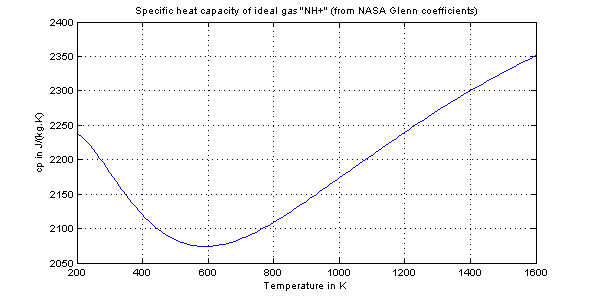 Specific heat capacity of ideal gas "NH+" (from NASA Glenn coefficients)
2400
2350
2300
2250
2200
2150
2100
2050
cp in J/(kg.K)
200 400 600 800 1000 1200 1400 1600
Temperature in K